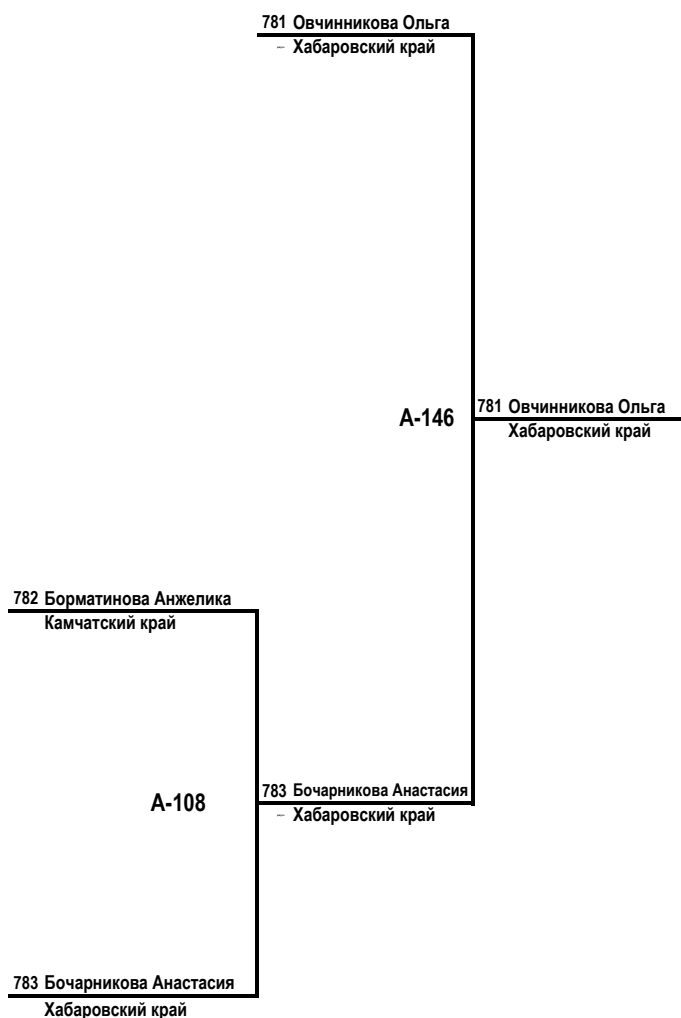 781 Овчинникова Ольга
– Хабаровский край
А-146
781 Овчинникова Ольга
Хабаровский край
782 Борматинова Анжелика
Камчатский край
А-108
783 Бочарникова Анастасия
– Хабаровский край
783 Бочарникова Анастасия
Хабаровский край